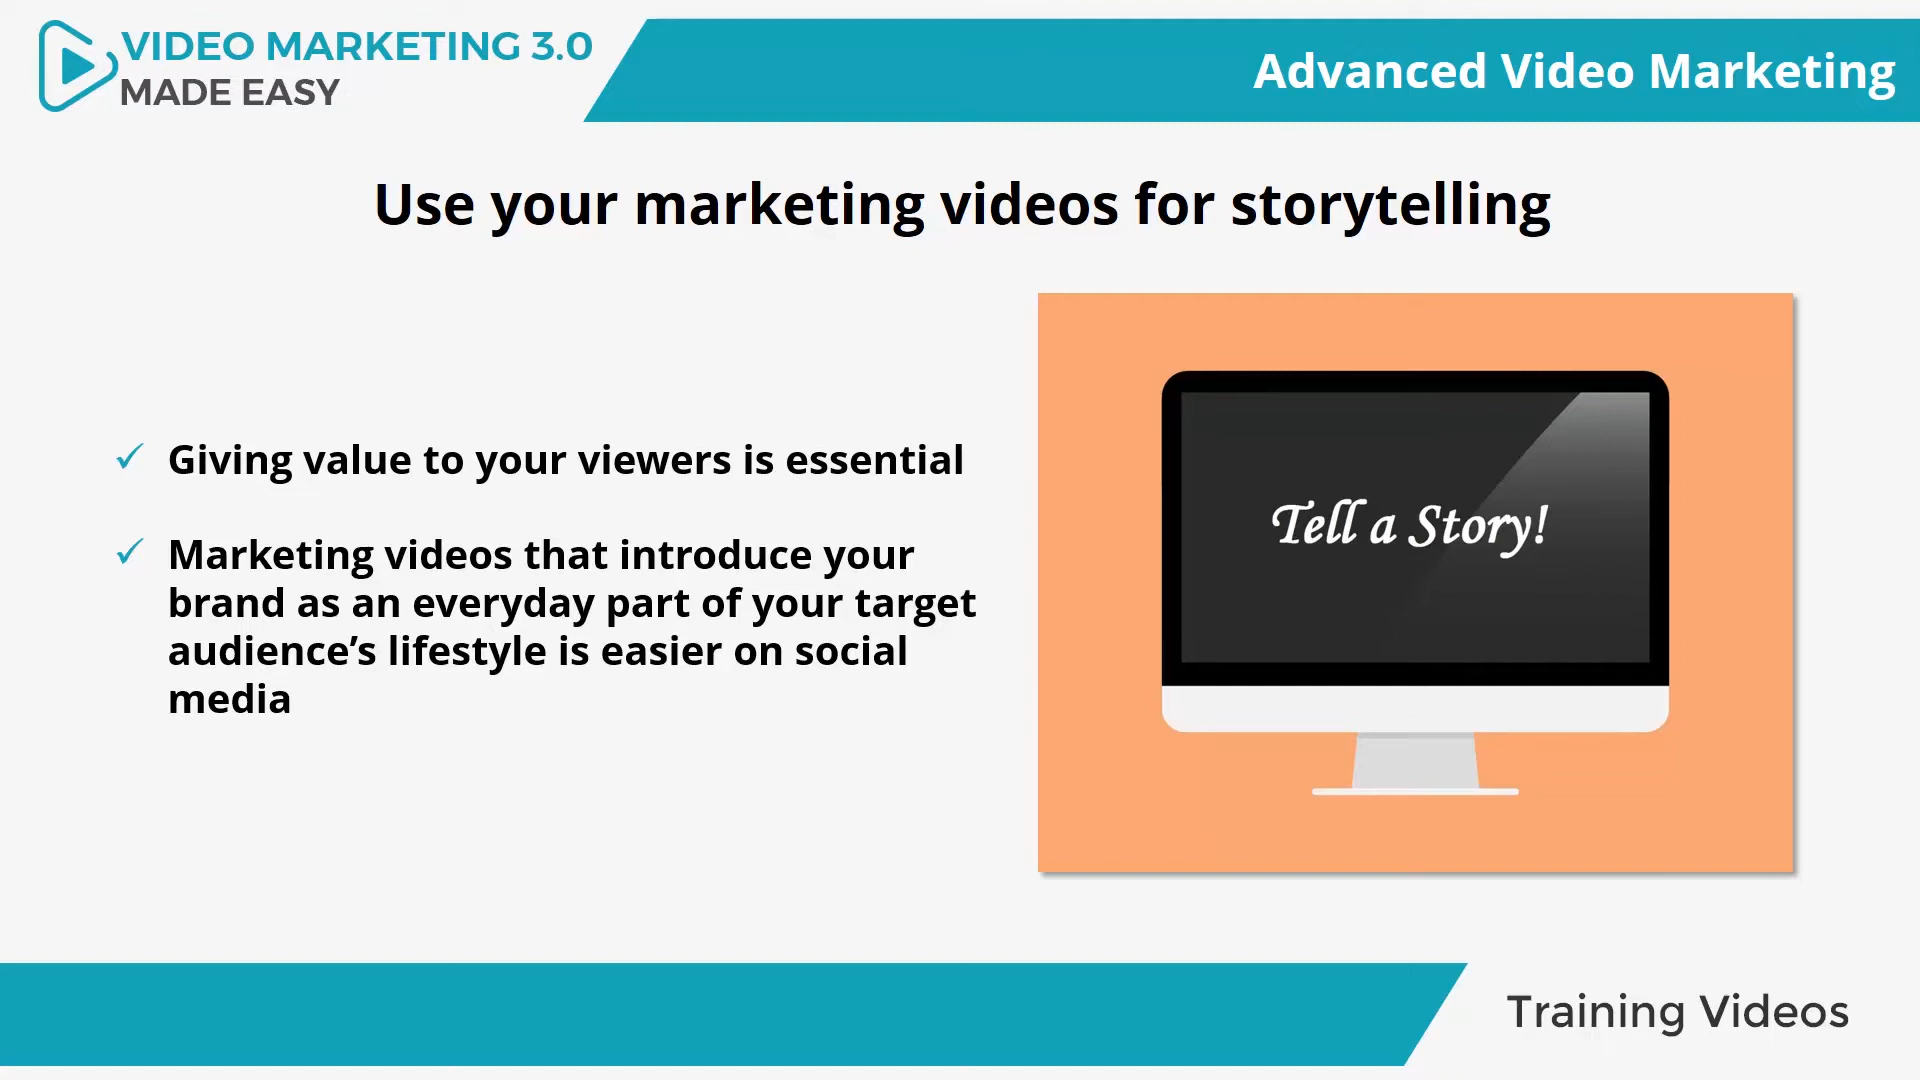 VIDEO MARKETING 3.0
MADE EASY
Advanced Video Marketing
Use your marketing videos for storytelling
Giving value to your viewers is essential
Marketing videos that introduce your
brand as an everyday part of your target
audience’s lifestyle is easier on social
media
Tell a Story!
Training Videos